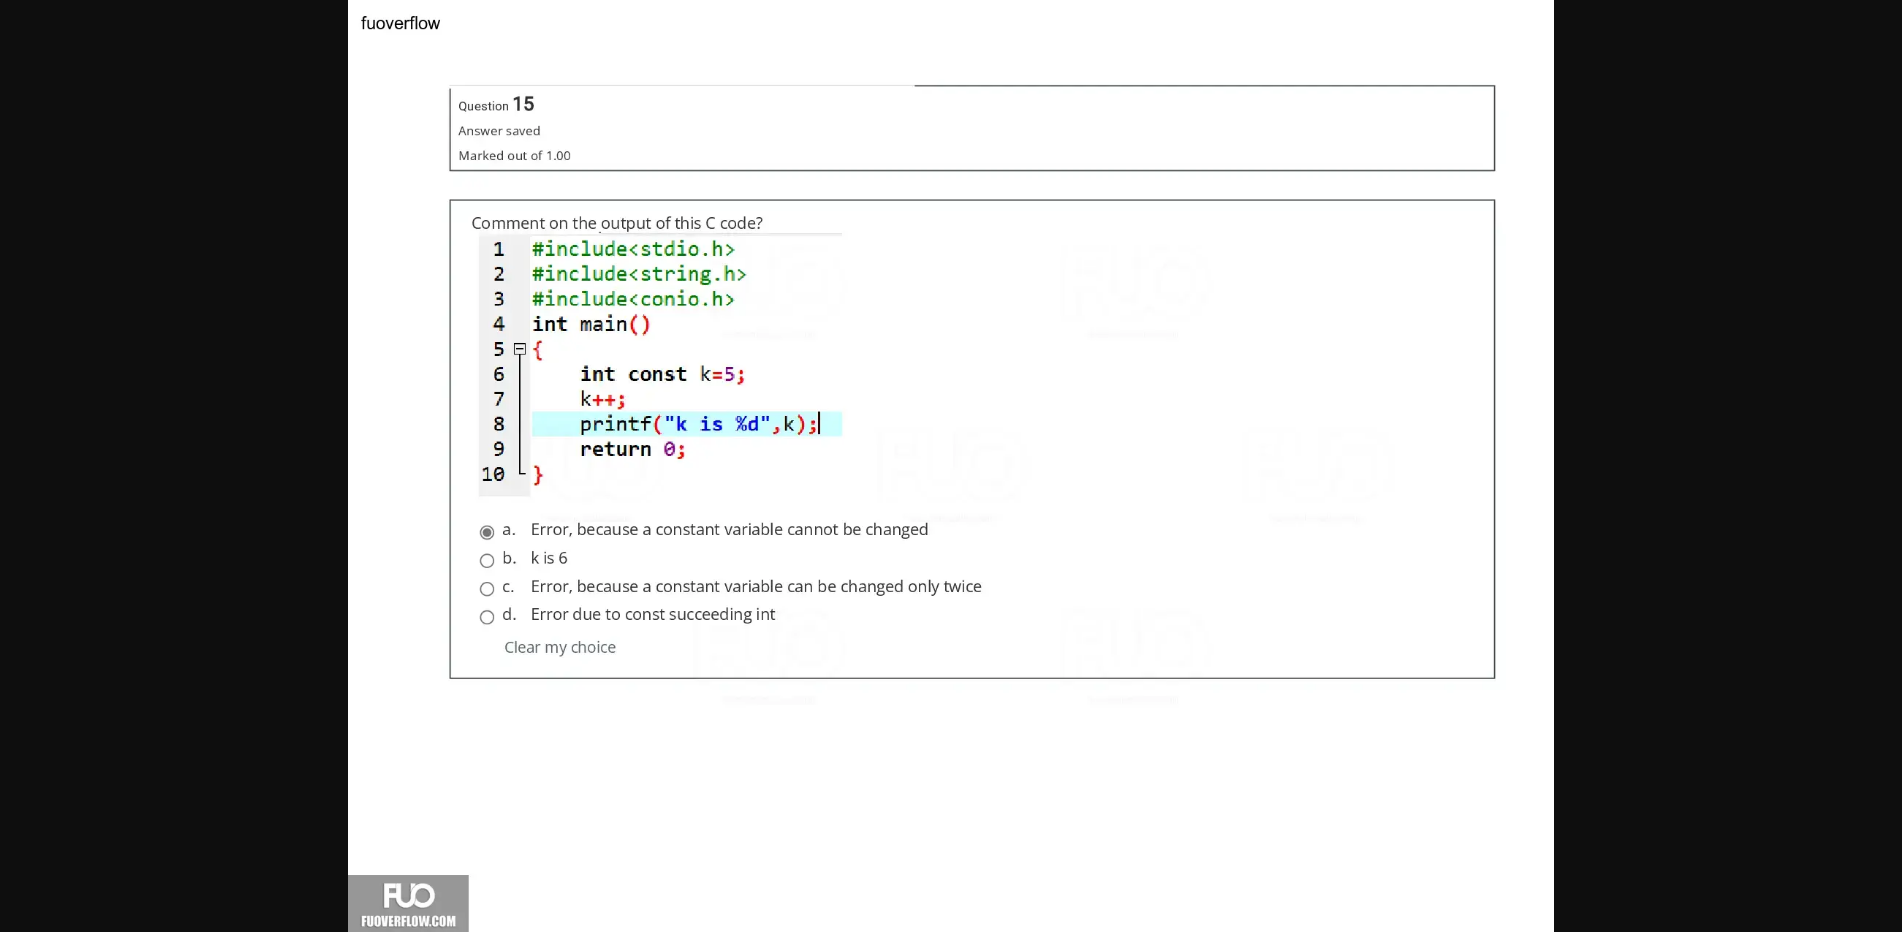 fuoverflow
Question 15
Answer saved
Marked out of 1.00
Comment on the output of this C code?
1 #include<stdio.h>
2 #include<string.h>
3 #include<conio.h>
4 int main()
5 {
6 int const k=5;
7 k++;
8 printf("k is %d",k);
9 return 0;
10 }
a. Error, because a constant variable cannot be changed
b. k is 6
c. Error, because a constant variable can be changed only twice
d. Error due to const succeeding int
Clear my choice
FUO
FUOVERFLOW.COM